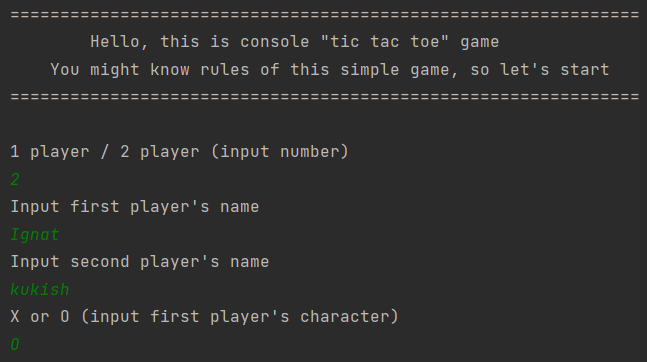 ===============================================================
Hello, this is console "tic tac toe" game
You might know rules of this simple game, so let's start
===============================================================
1 player / 2 player (input number)
2
Input first player's name
Ignat
Input second player's name
kukish
X or O (input first player's character)
O